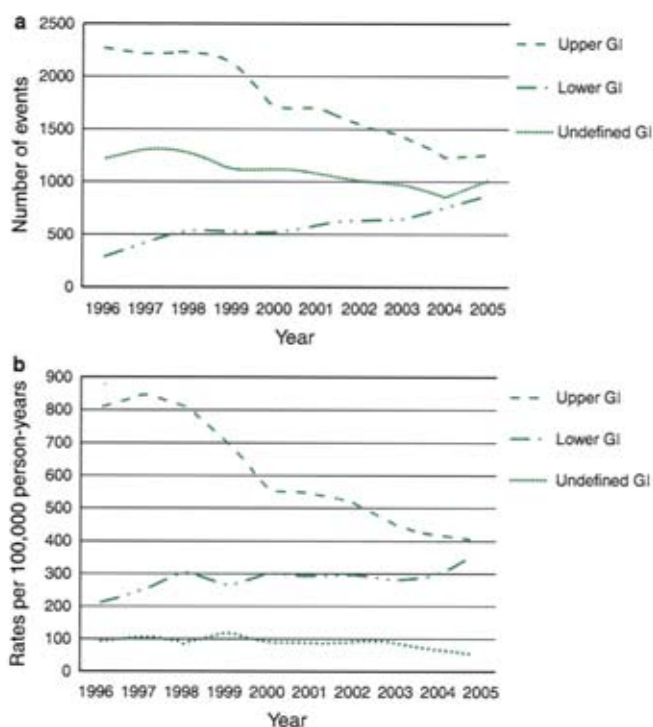 a
2500
2000
1500
1000
500
0
Number of events
1996 1997 1998 1999 2000 2001 2002 2003 2004 2005
Year
Upper GI
Lower GI
Undefined GI
b
900
800
700
600
500
400
300
200
100
0
Rates per 100,000 person-years
1996 1997 1998 1999 2000 2001 2002 2003 2004 2005
Year
Upper GI
Lower GI
Undefined GI